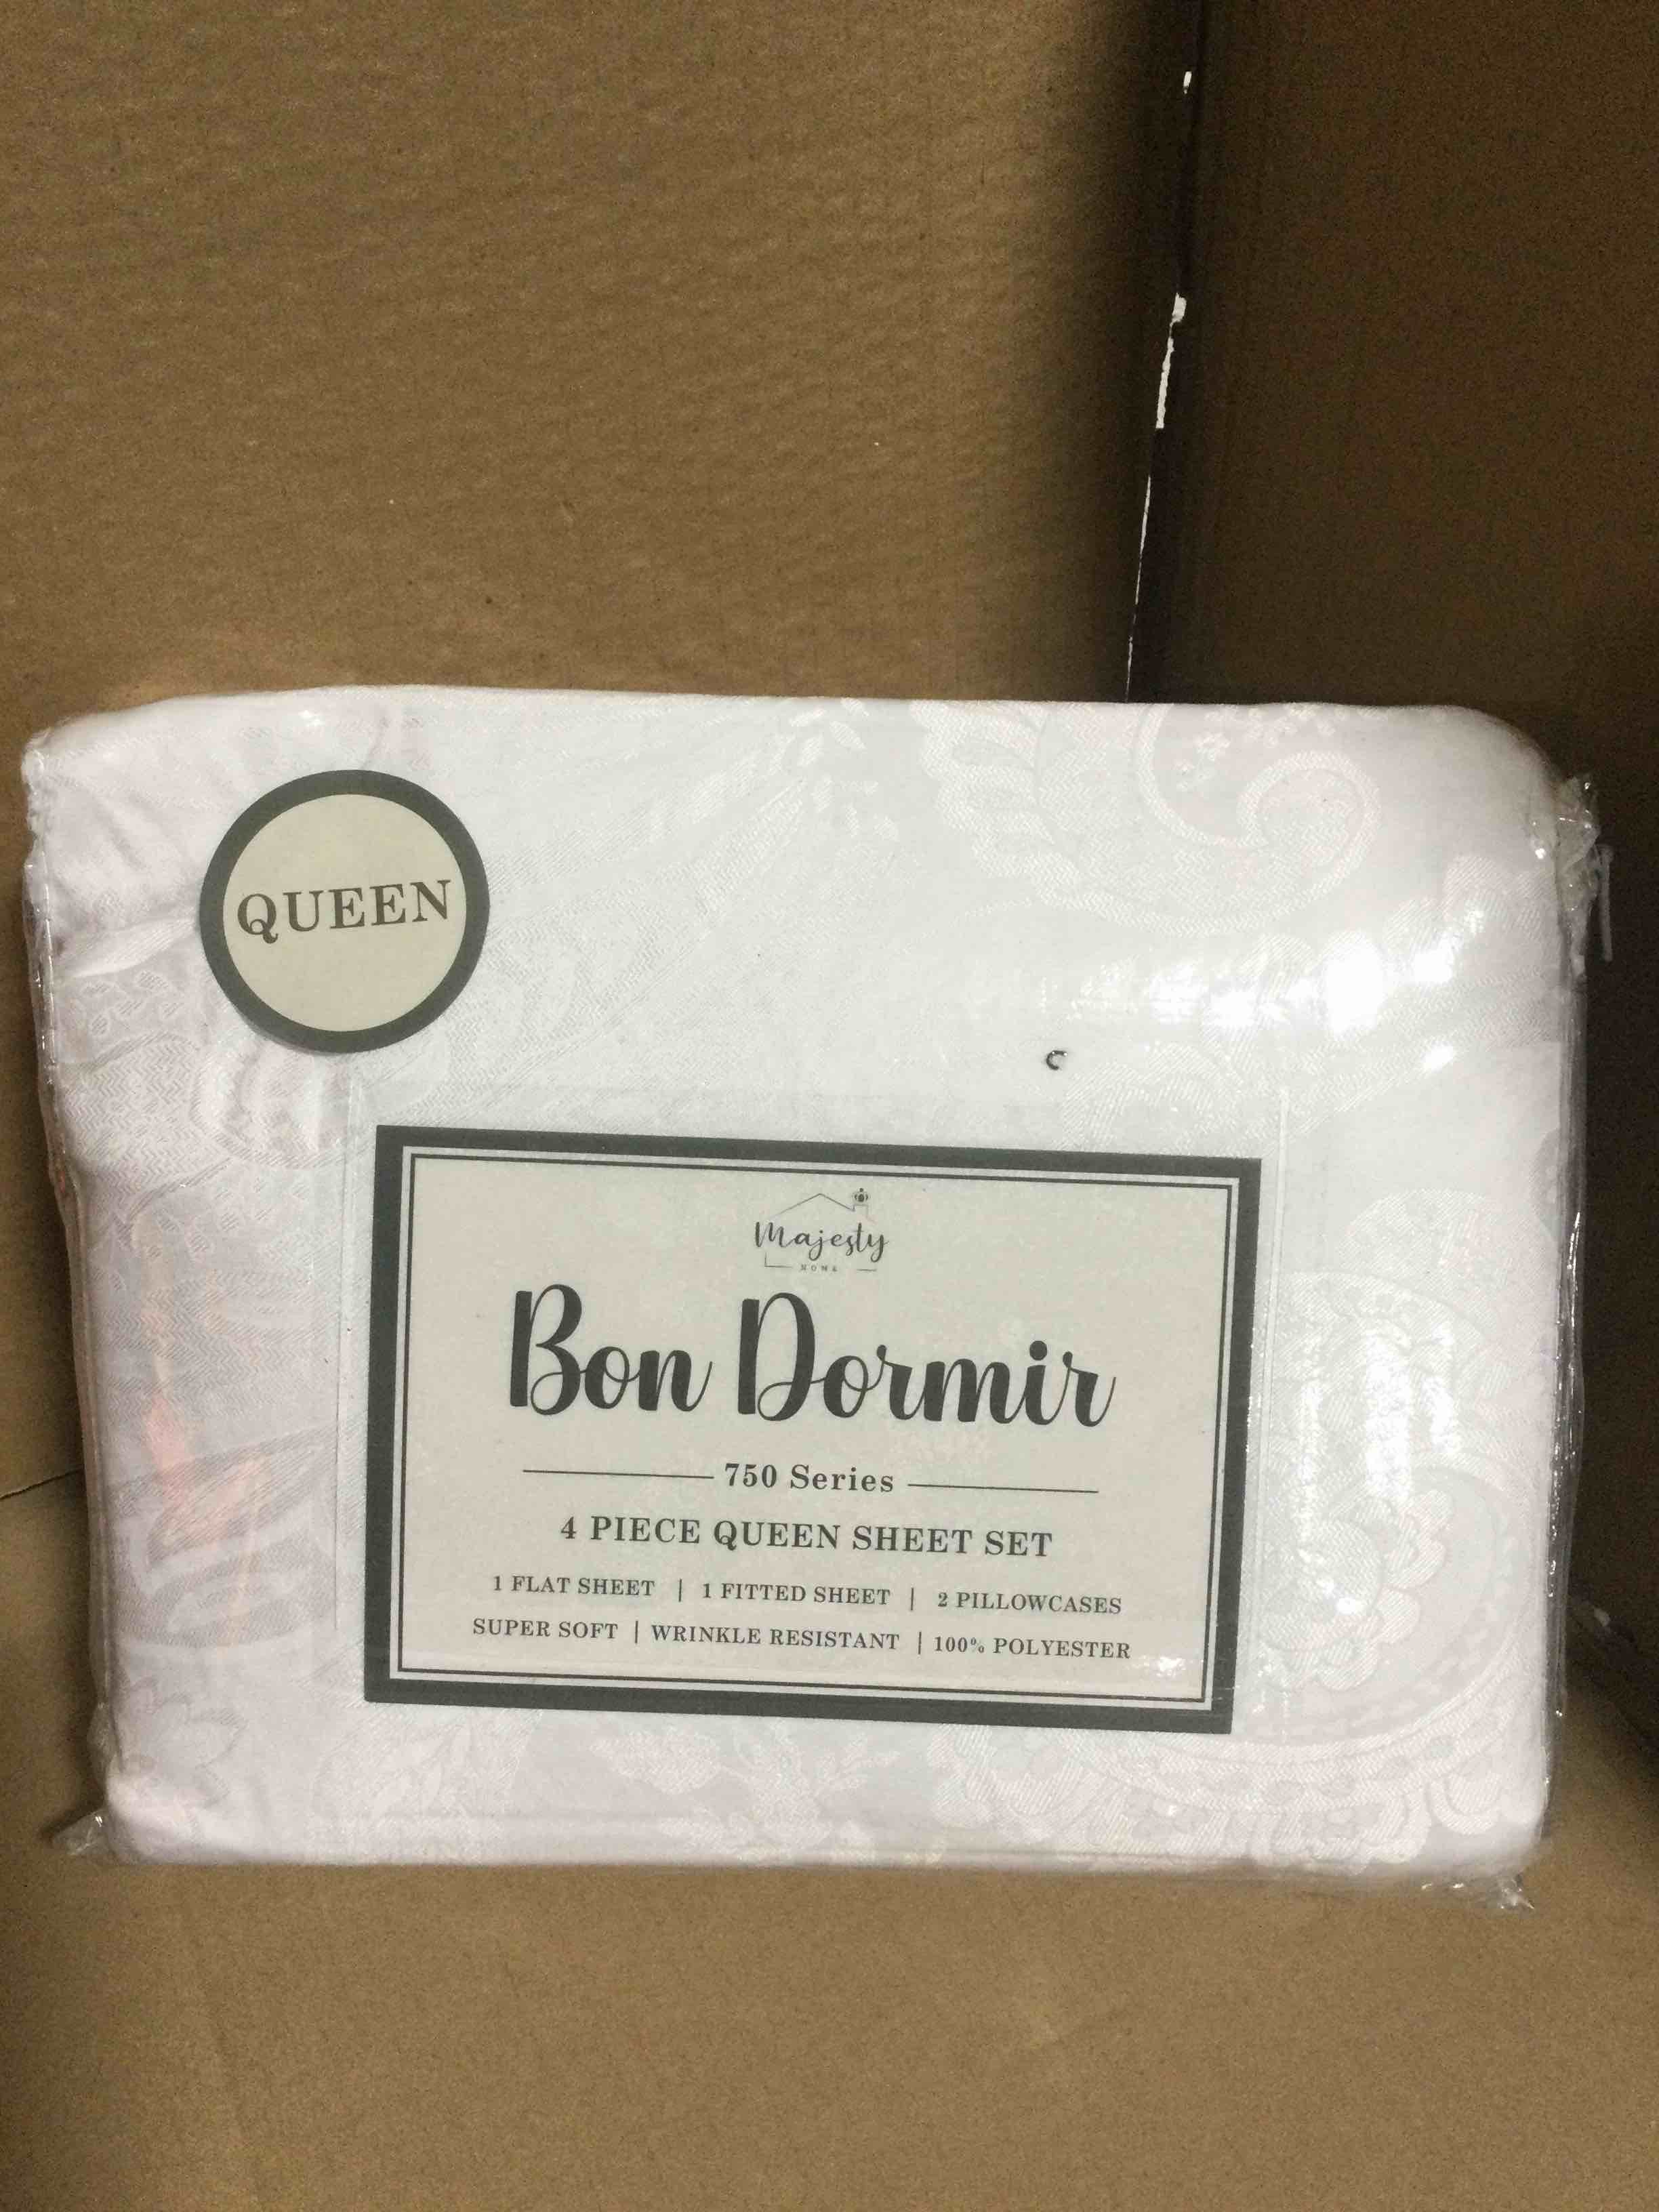 QUEEN
Majesty
HOME
Bon Dormir
750 Series
4 PIECE QUEEN SHEET SET
1 FLAT SHEET | 1 FITTED SHEET | 2 PILLOWCASES
SUPER SOFT | WRINKLE RESISTANT | 100% POLYESTER